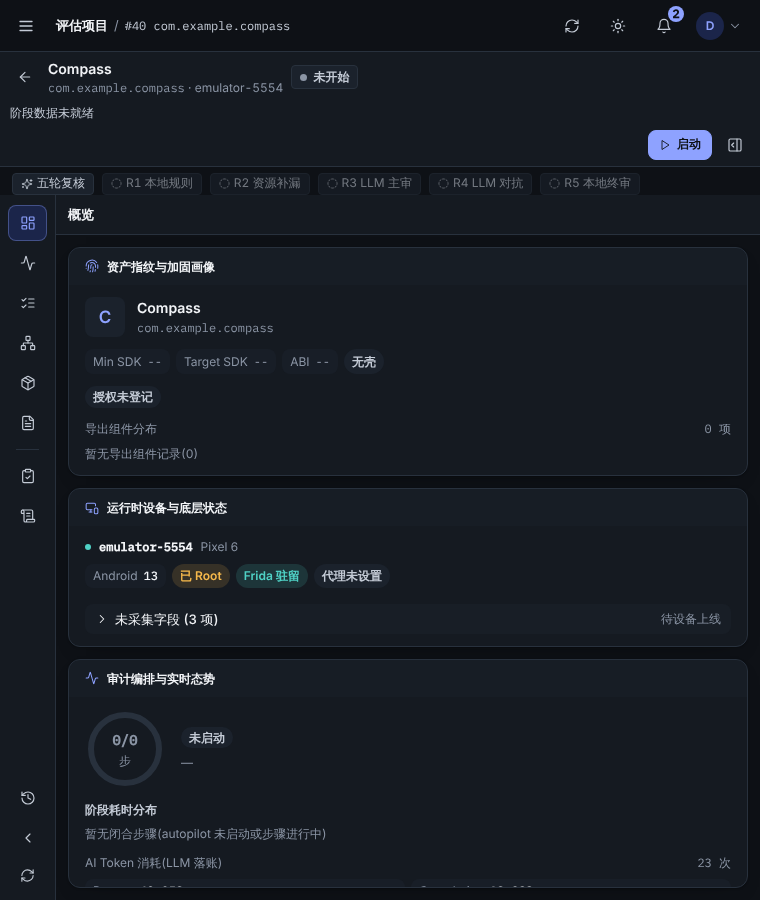 评估项目 / #40 com.example.compass
2
D
Compass
com.example.compass · emulator-5554
未开始
阶段数据未就绪
启动
五轮复核
R1 本地规则
R2 资源补漏
R3 LLM 主审
R4 LLM 对抗
R5 本地终审
概览
资产指纹与加固画像
C
Compass
com.example.compass
Min SDK --
Target SDK --
ABI --
无壳
授权未登记
导出组件分布
0 项
暂无导出组件记录(0)
运行时设备与底层状态
emulator-5554 Pixel 6
Android 13
已 Root
Frida 驻留
代理未设置
未采集字段 (3 项)
待设备上线
审计编排与实时态势
0/0
步
未启动
—
阶段耗时分布
暂无闭合步骤(autopilot 未启动或步骤进行中)
AI Token 消耗(LLM 落账)
23 次